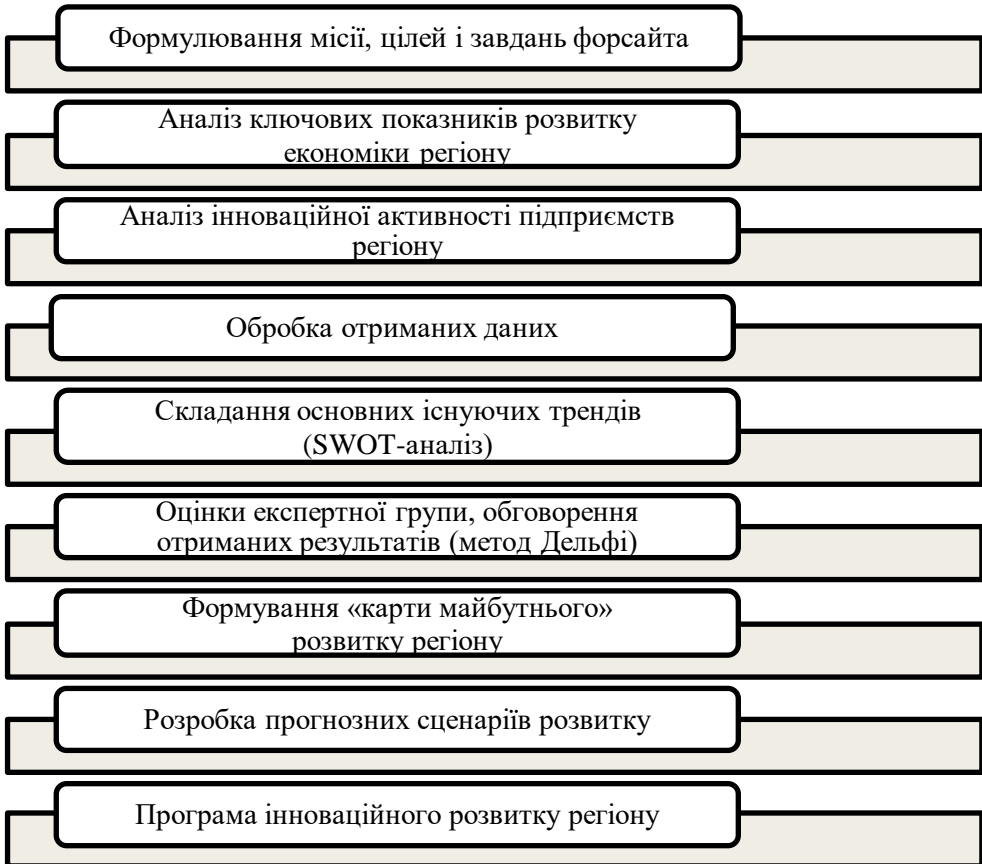 Формулювання місії, цілей і завдань форсайта
Аналіз ключових показників розвитку
економіки регіону
Аналіз інноваційної активності підприємств
регіону
Обробка отриманих даних
Складання основних існуючих трендів
(SWOT-аналіз)
Оцінки експертної групи, обговорення
отриманих результатів (метод Дельфі)
Формування «карти майбутнього»
розвитку регіону
Розробка прогнозних сценаріїв розвитку
Програма інноваційного розвитку регіону